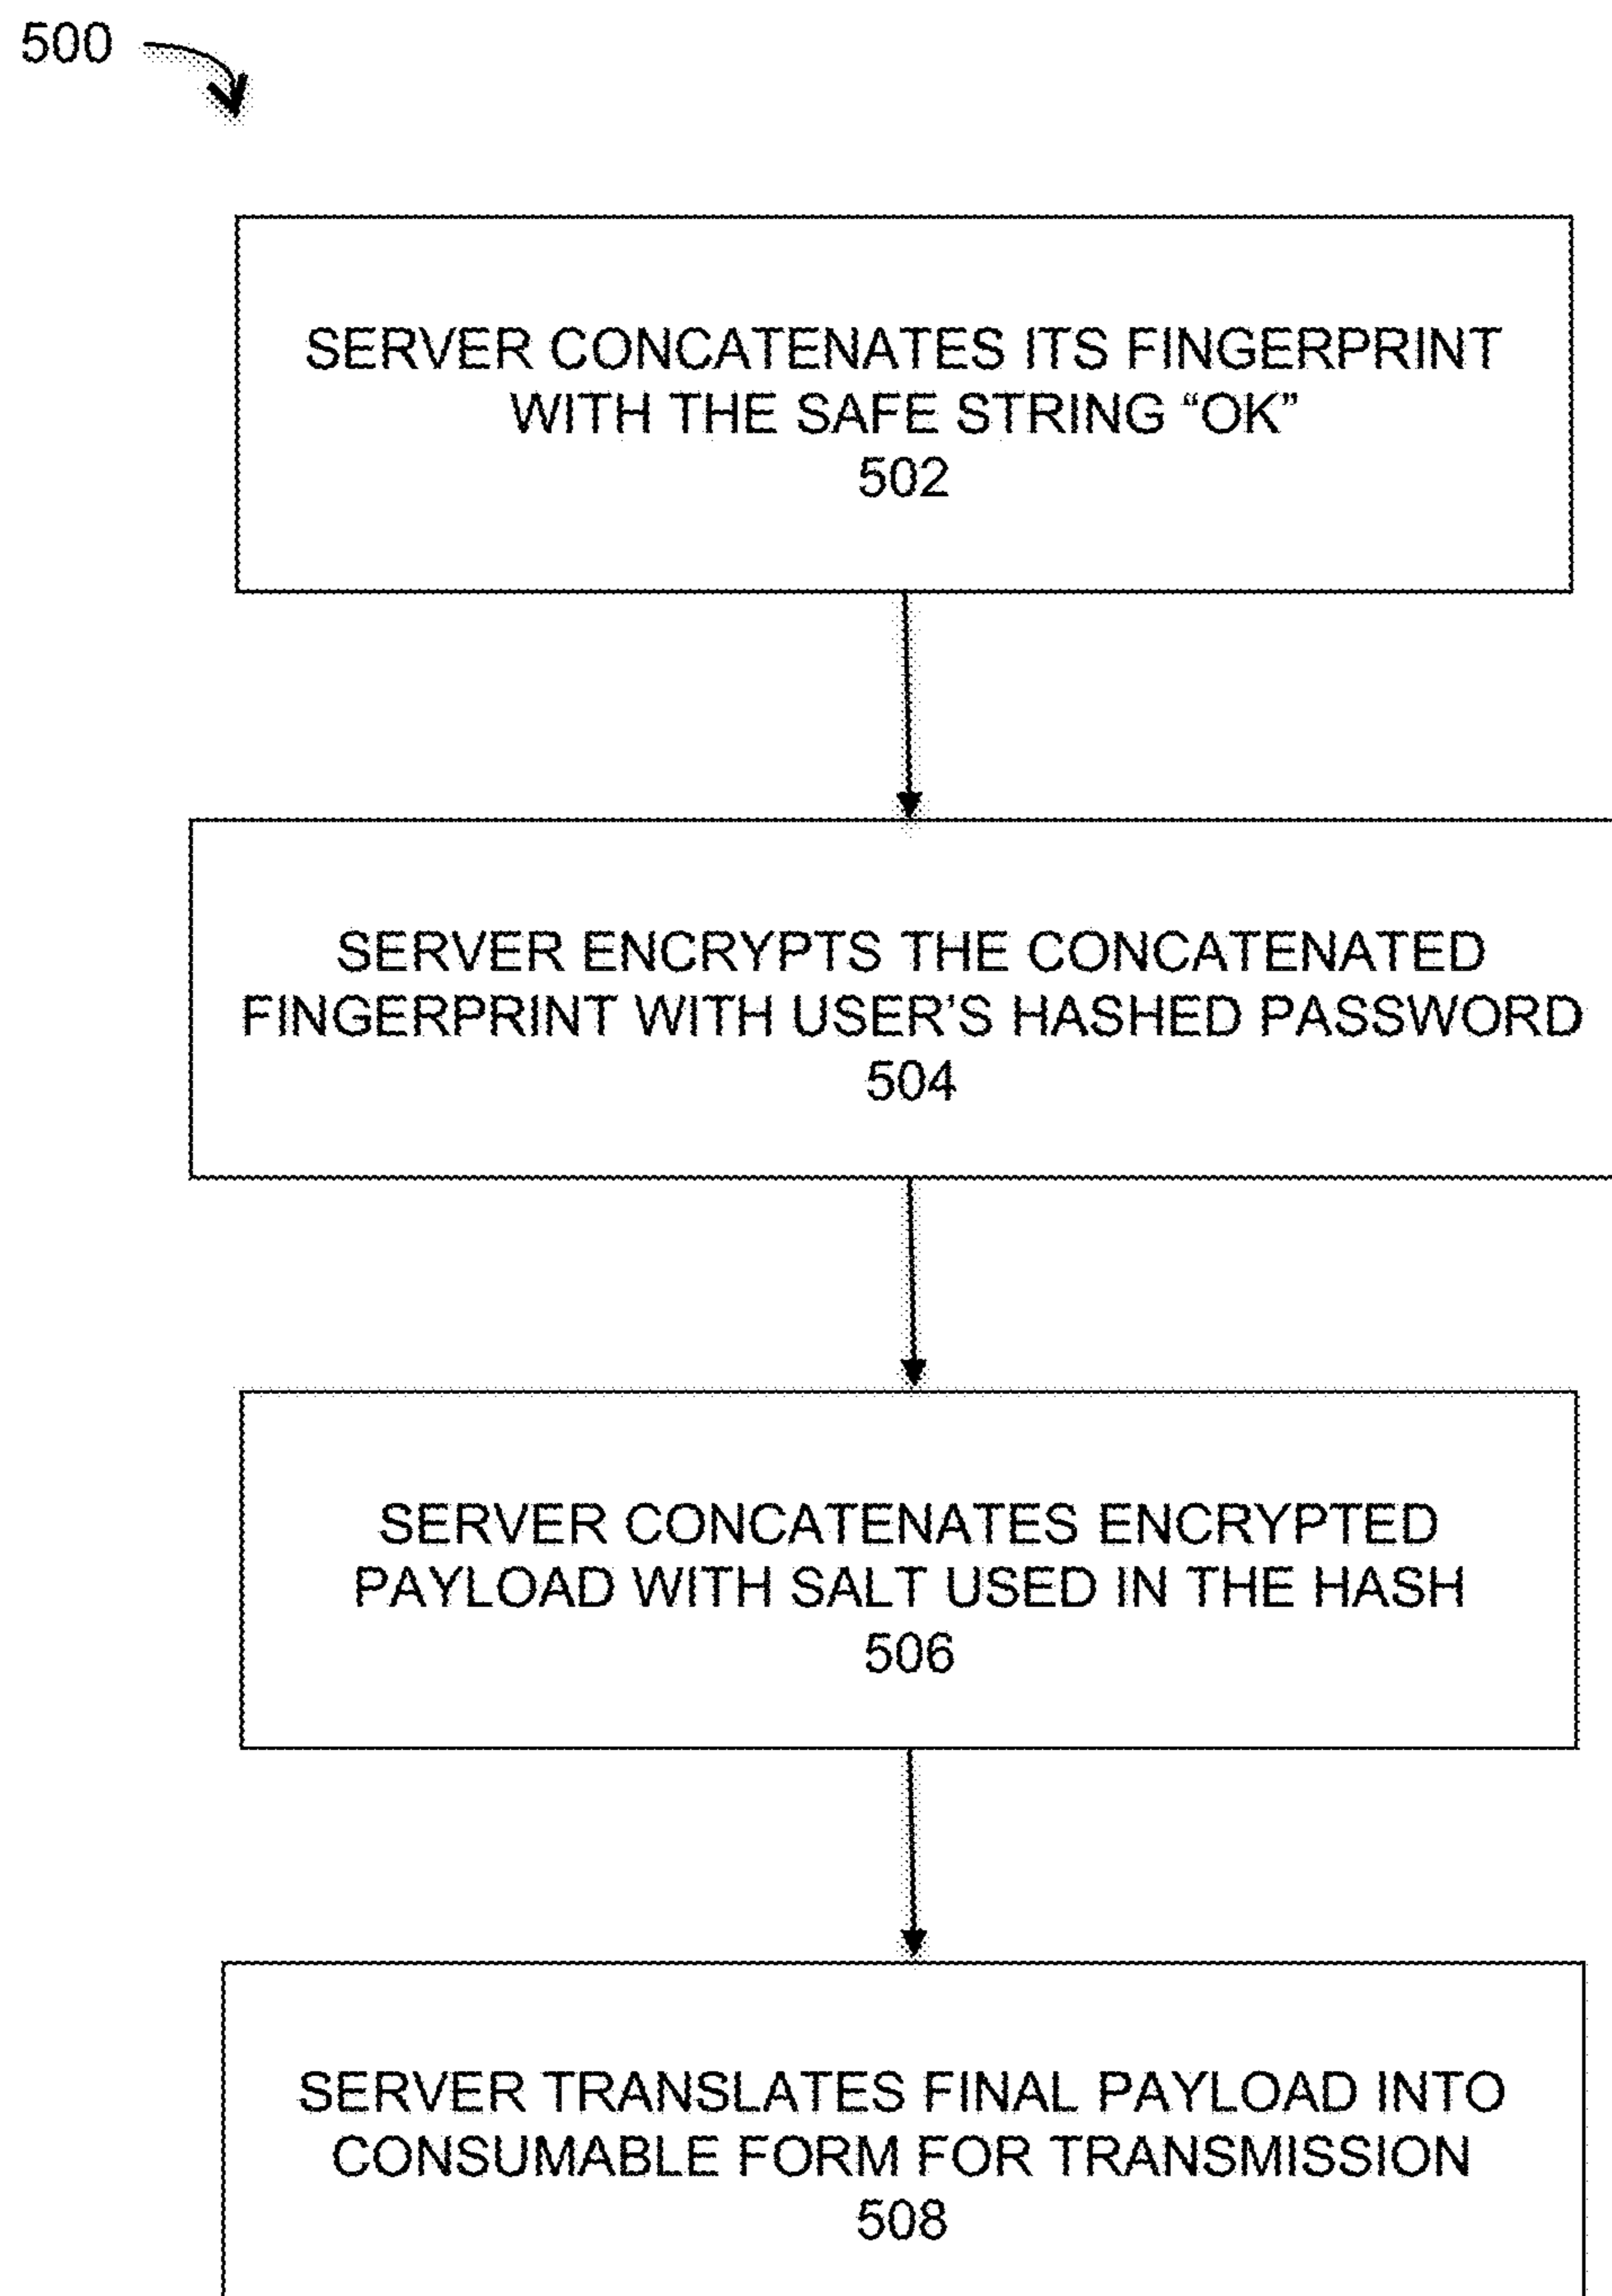 500
SERVER CONCATENATES ITS FINGERPRINT
WITH THE SAFE STRING “OK”
502
SERVER ENCRYPTS THE CONCATENATED
FINGERPRINT WITH USER’S HASHED PASSWORD
504
SERVER CONCATENATES ENCRYPTED
PAYLOAD WITH SALT USED IN THE HASH
506
SERVER TRANSLATES FINAL PAYLOAD INTO
CONSUMABLE FORM FOR TRANSMISSION
508